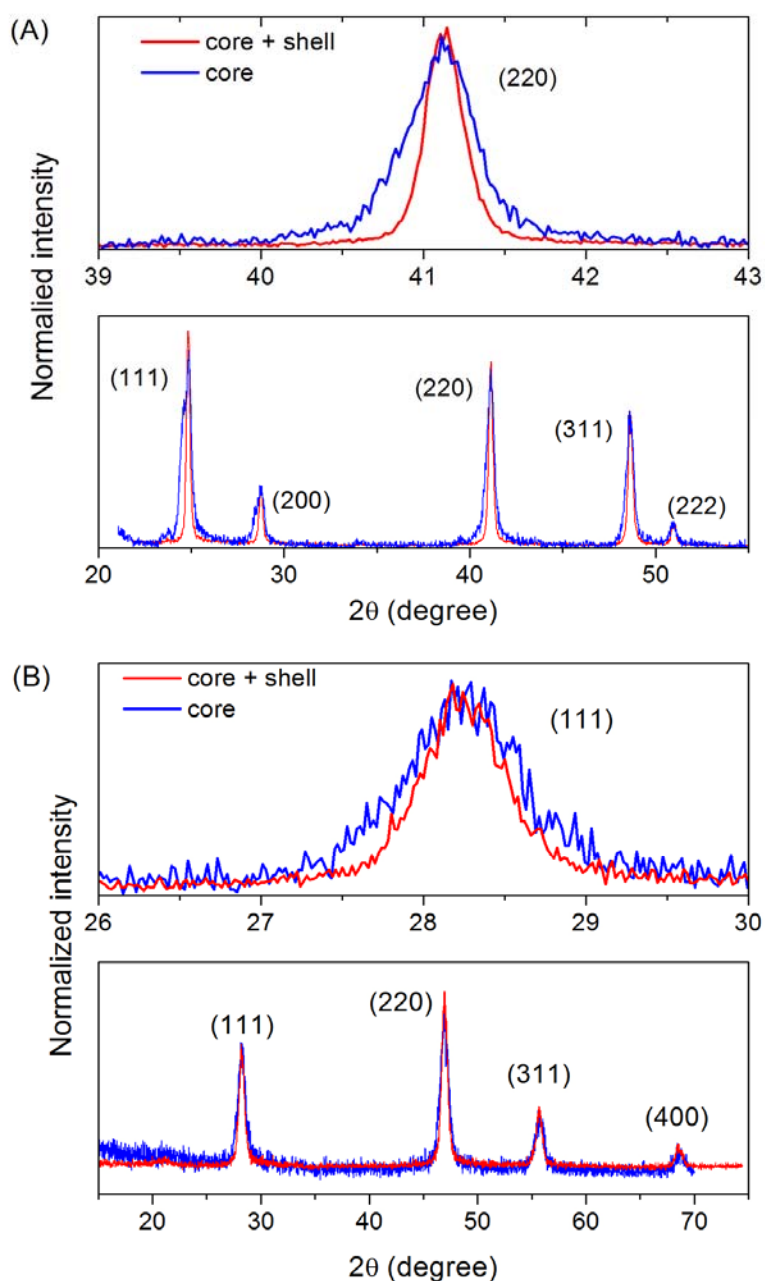 (A)
core + shell
core
(220)
39 40 41 42 43
Normalied intensity
(111)
(200)
(220)
(311)
(222)
20 30 40 50
2θ (degree)
(B)
core + shell
core
(111)
26 27 28 29 30
Normalized intensity
(111)
(220)
(311)
(400)
20 30 40 50 60 70
2θ (degree)